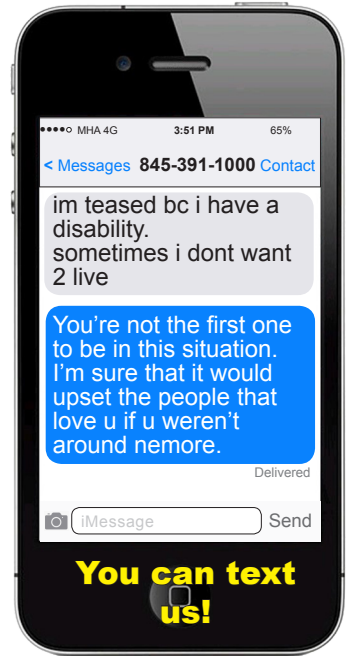 MHA 4G 3:51 PM 65%
< Messages 845-391-1000 Contact
im teased bc i have a
disability.
sometimes i dont want
2 live
You’re not the first one
to be in this situation.
I’m sure that it would
upset the people that
love u if u weren’t
around nemore.
Delivered
iMessage Send
You can text
us!